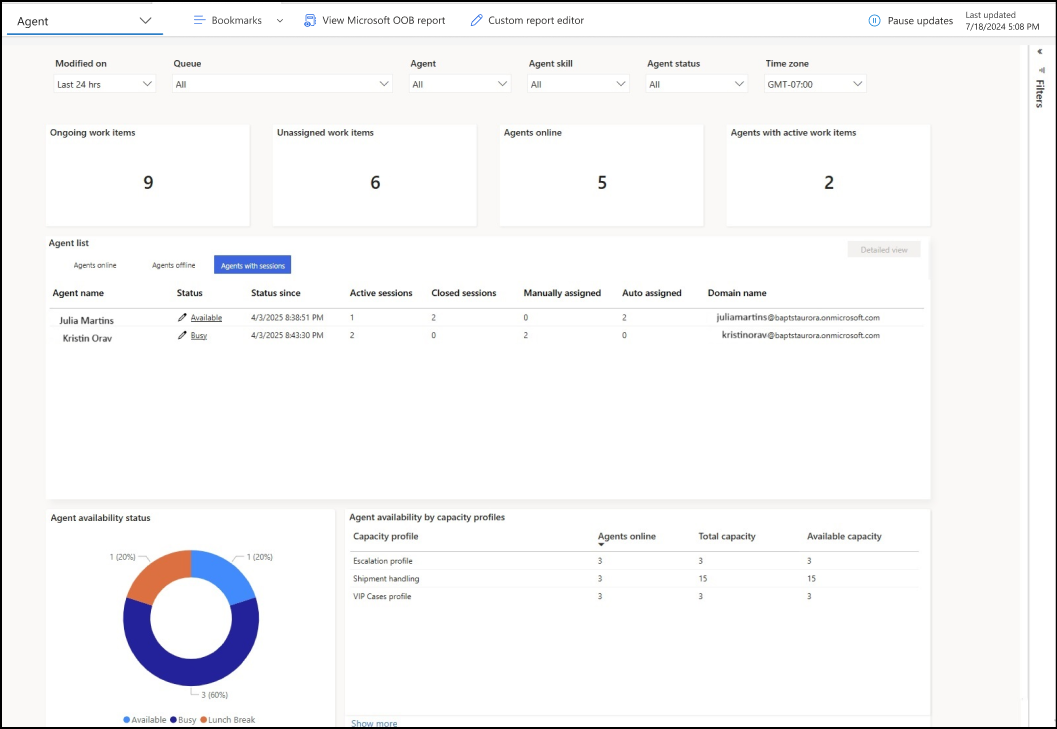 Agent Bookmarks View Microsoft OOB report Custom report editor Pause updates Last updated
7/18/2024 5:08 PM
Filters
Modified on Queue Agent Agent skill Agent status Time zone
Last 24 hrs All All All All GMT-07:00
Ongoing work items Unassigned work items Agents online Agents with active work items
9 6 5 2
Agent list
Detailed view
Agents online Agents offline Agents with sessions
Agent name Status Status since Active sessions Closed sessions Manually assigned Auto assigned Domain name
Julia Martins Available 4/3/2025 8:38:51 PM 1 2 0 2 juliamartins@baptstaurora.onmicrosoft.com
Kristin Orav Busy 4/3/2025 8:43:30 PM 2 0 2 0 kristinorav@baptstaurora.onmicrosoft.com
Agent availability status
1 (20%) 1 (20%)
3 (60%)
Available Busy Lunch Break
Agent availability by capacity profiles
Capacity profile Agents online Total capacity Available capacity
Escalation profile 3 3 3
Shipment handling 3 15 15
VIP Cases profile 3 3 3
Show more